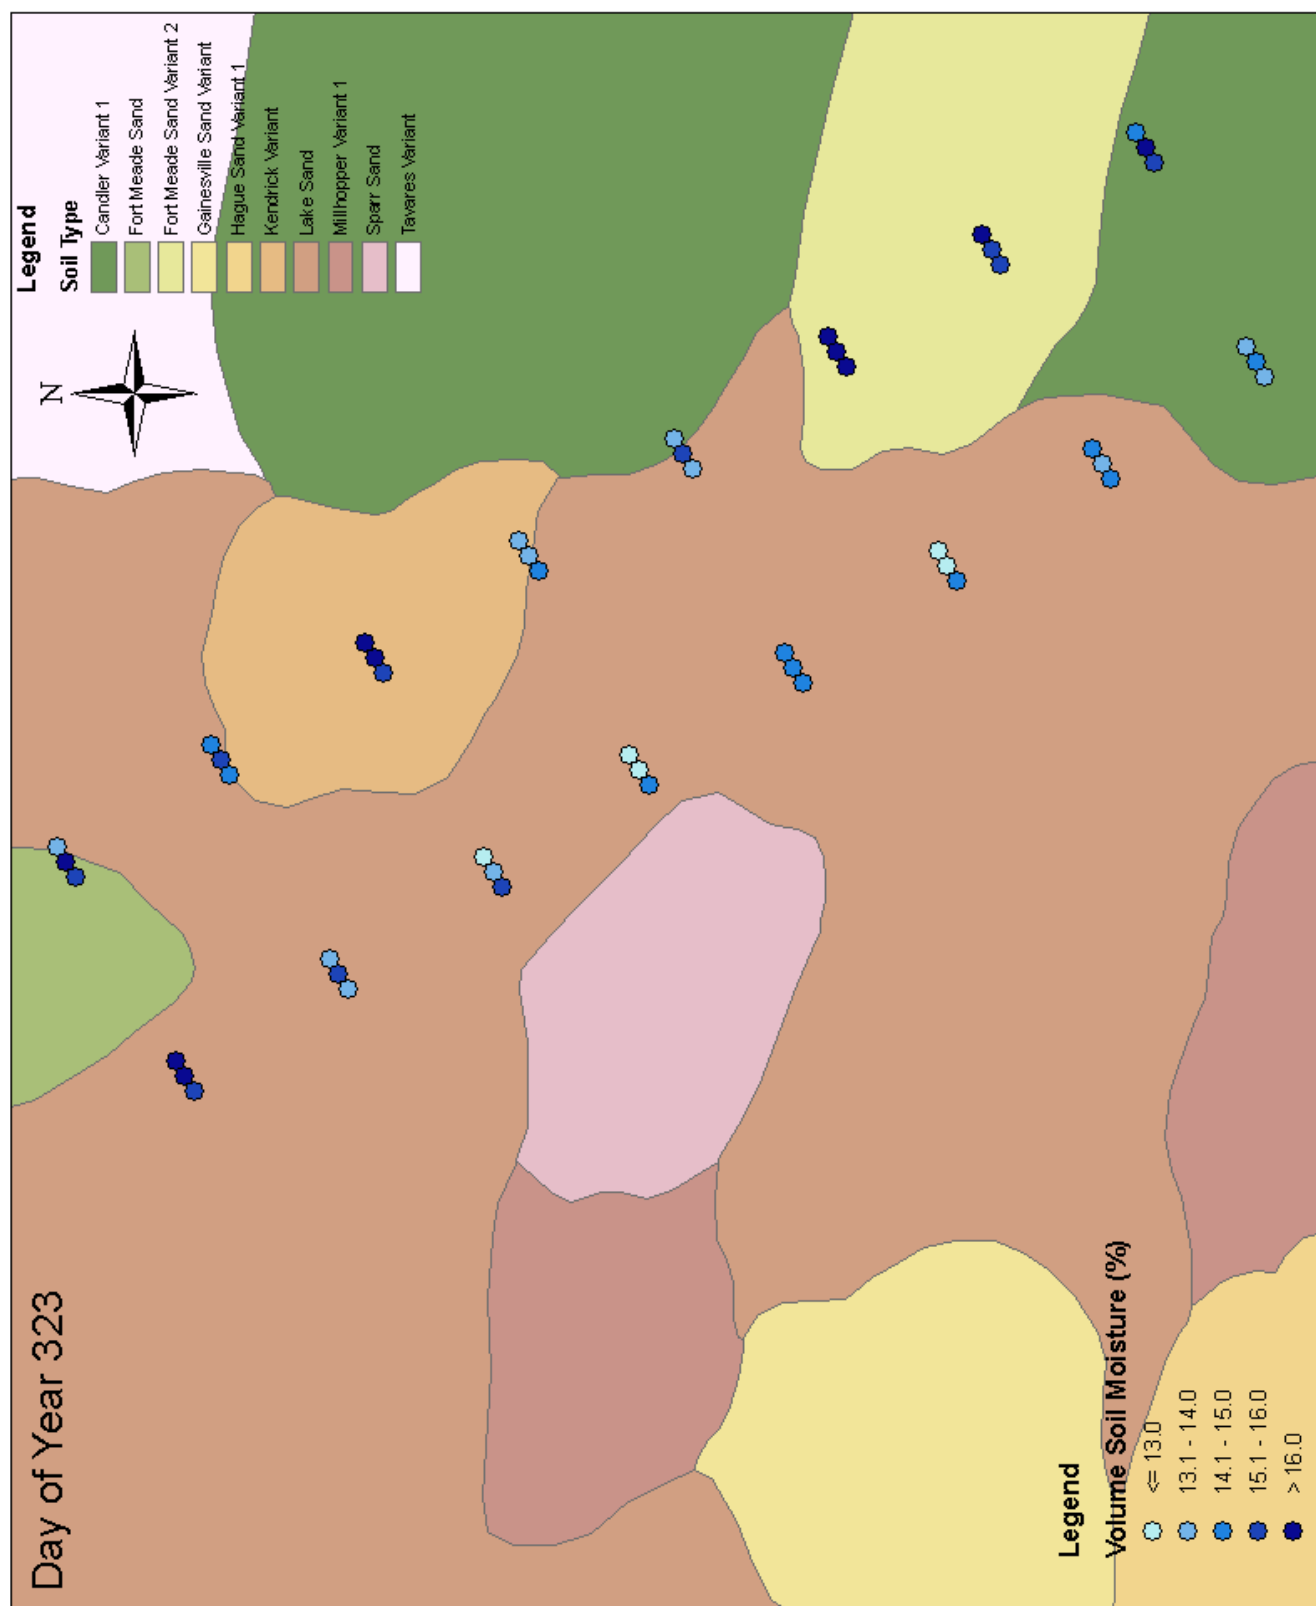 Day of Year 323
N
Legend
Soil Type
Candler Variant 1
Fort Meade Sand
Fort Meade Sand Variant 2
Gainesville Sand Variant
Hague Sand Variant 1
Kendrick Variant
Lake Sand
Millhopper Variant 1
Sparr Sand
Tavares Variant
Legend
Volume Soil Moisture (%)
<= 13.0
13.1 - 14.0
14.1 - 15.0
15.1 - 16.0
> 16.0